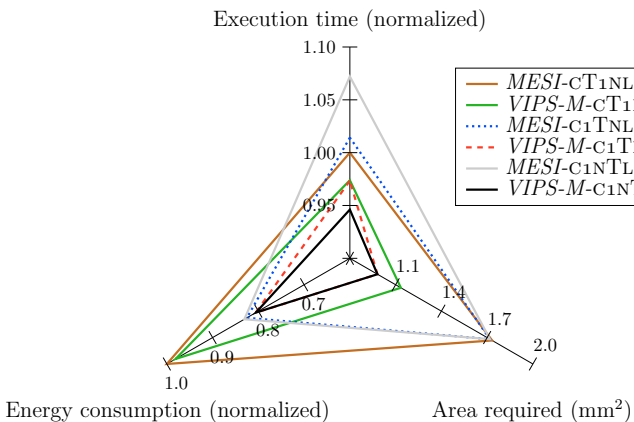 Execution time (normalized)
1.10
1.05
1.00
0.95
MESI-CT1NL
VIPS-M-CT1
MESI-C1TNL
VIPS-M-C1T
MESI-C1NTL
VIPS-M-C1NT
1.1
1.4
1.7
2.0
0.7
0.8
0.9
1.0
Energy consumption (normalized)
Area required (mm²)